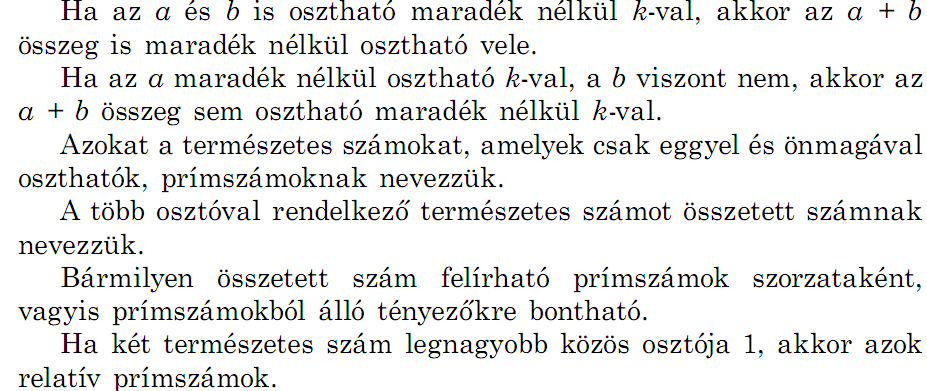 Ha az a és b is osztható maradék nélkül k-val, akkor az a + b
összeg is maradék nélkül osztható vele.
Ha az a maradék nélkül osztható k-val, a b viszont nem, akkor az
a + b összeg sem osztható maradék nélkül k-val.
Azokat a természetes számokat, amelyek csak eggyel és önmagával
oszthatók, prímszámoknak nevezzük.
A több osztóval rendelkező természetes számot összetett számnak
nevezzük.
Bármilyen összetett szám felírható prímszámok szorzataként,
vagyis prímszámokból álló tényezőkre bontható.
Ha két természetes szám legnagyobb közös osztója 1, akkor azok
relatív prímszámok.